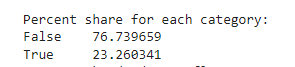 Percent share for each category:
False    76.739659
True     23.260341